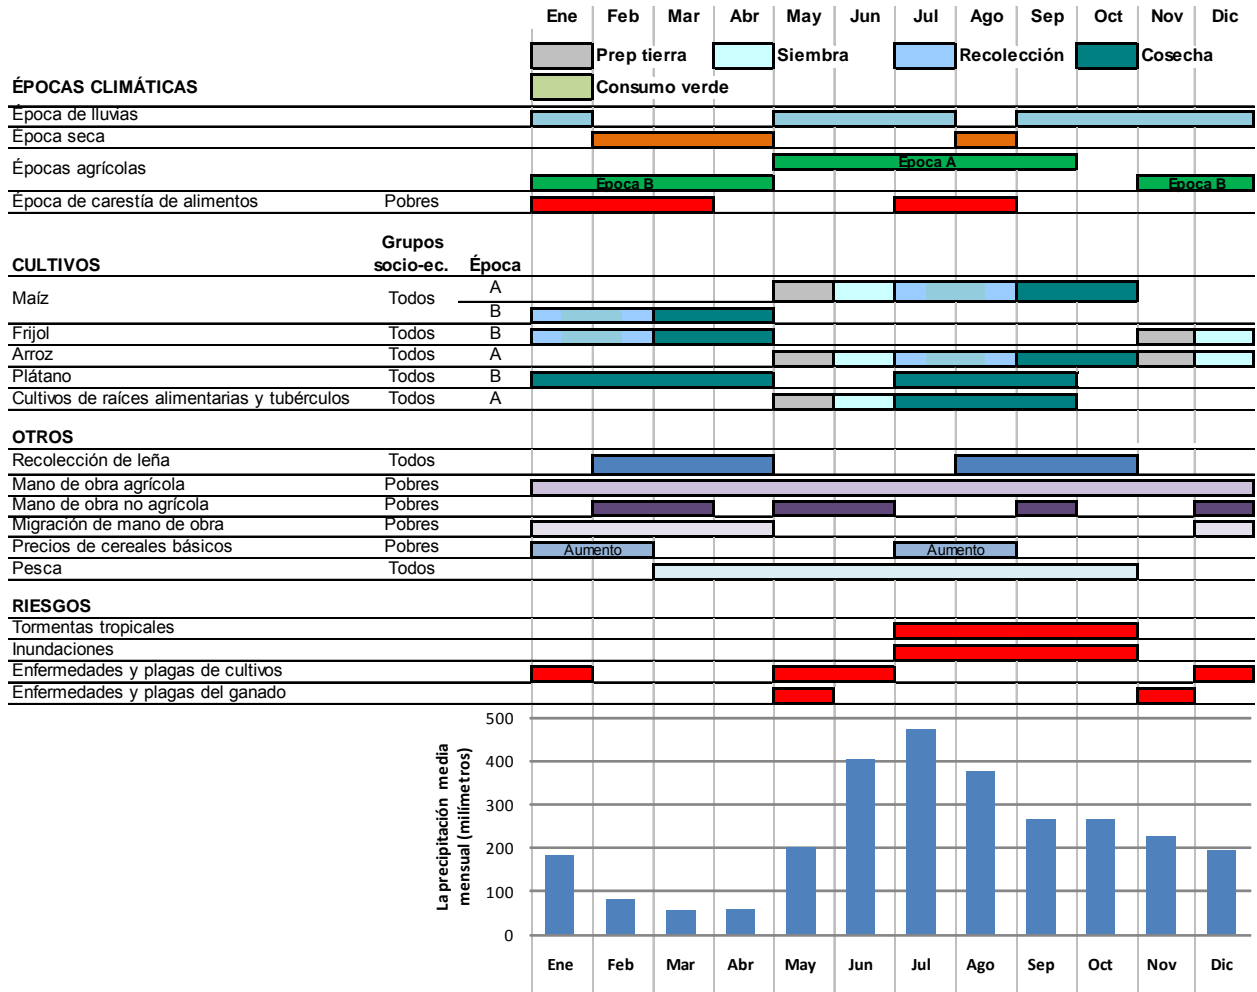 Ene Feb Mar Abr May Jun Jul Ago Sep Oct Nov Dic
Prep tierra Siembra Recolección Cosecha
ÉPOCAS CLIMÁTICAS Consumo verde
Época de lluvias
Época seca
Épocas agrícolas Época A
Época B Época B
Época de carestía de alimentos Pobres
Grupos
CULTIVOS socio-ec. Época
Maíz Todos A
B
Frijol Todos B
Arroz Todos A
Plátano Todos B
Cultivos de raíces alimentarias y tubérculos Todos A
OTROS
Recolección de leña Todos
Mano de obra agrícola Pobres
Mano de obra no agrícola Pobres
Migración de mano de obra Pobres
Precios de cereales básicos Pobres Aumento Aumento
Pesca Todos
RIESGOS
Tormentas tropicales
Inundaciones
Enfermedades y plagas de cultivos
Enfermedades y plagas del ganado
La precipitación media
mensual (milímetros)
500
400
300
200
100
0
Ene Feb Mar Abr May Jun Jul Ago Sep Oct Nov Dic